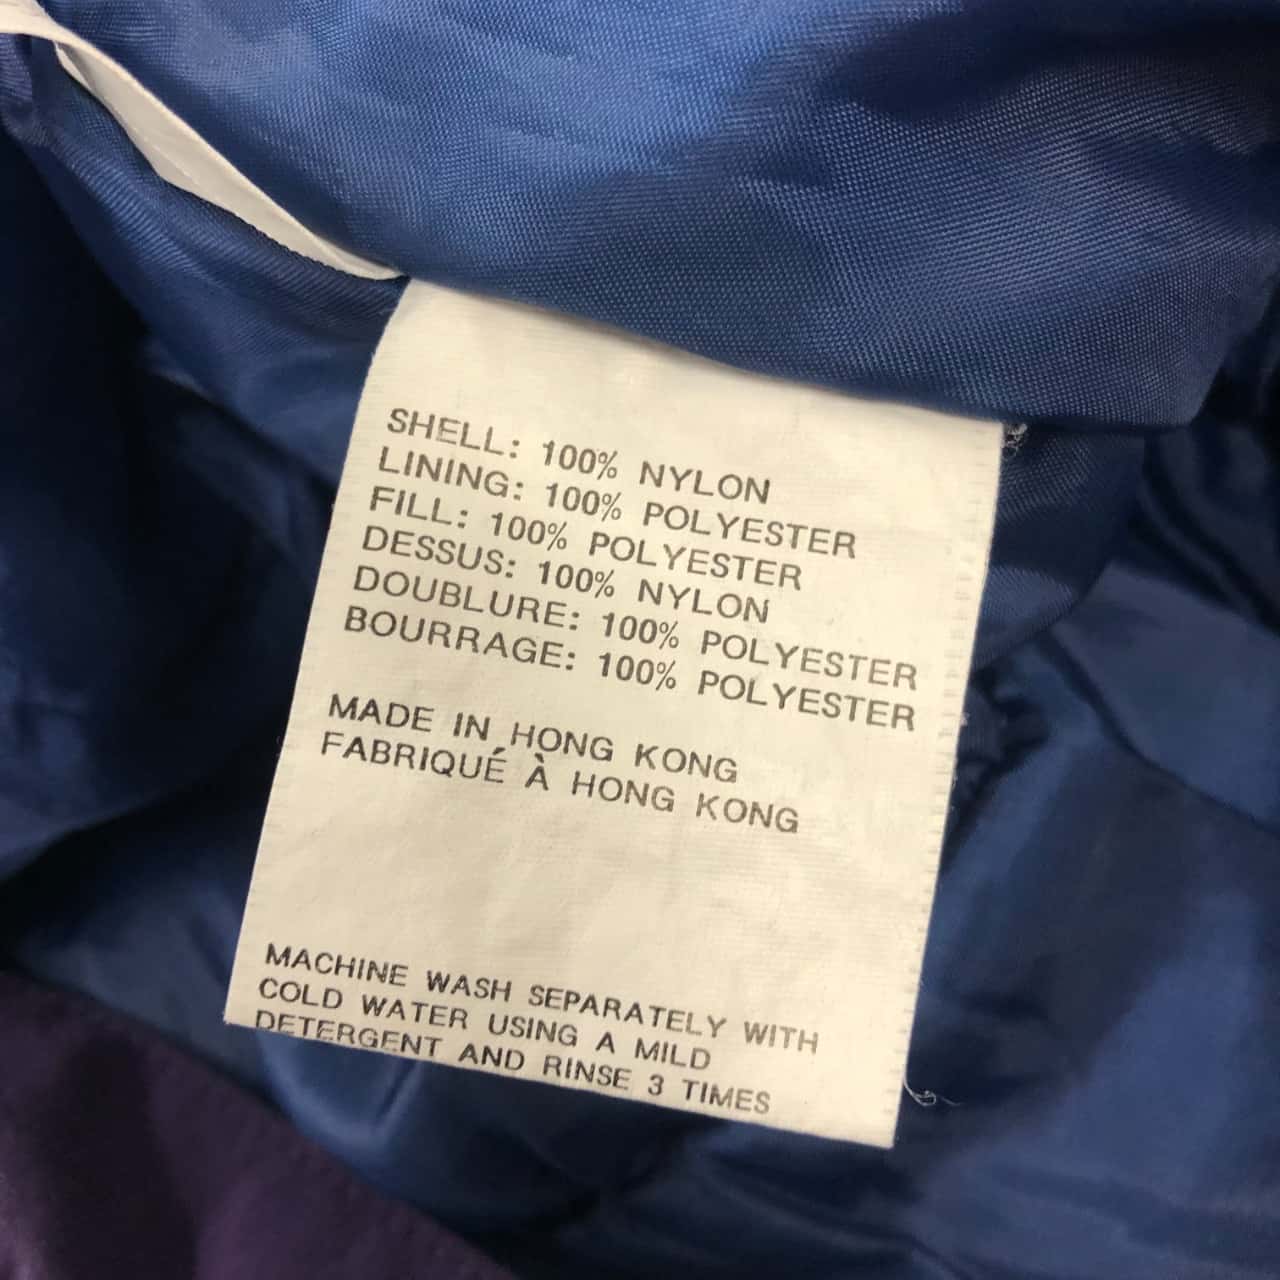 SHELL: 100% NYLON
LINING: 100% POLYESTER
FILL: 100% POLYESTER
DESSUS: 100% NYLON
DOUBLURE: 100% POLYESTER
BOURRAGE: 100% POLYESTER
MADE IN HONG KONG
FABRIQUÉ À HONG KONG
MACHINE WASH SEPARATELY WITH
COLD WATER USING A MILD
DETERGENT AND RINSE 3 TIMES